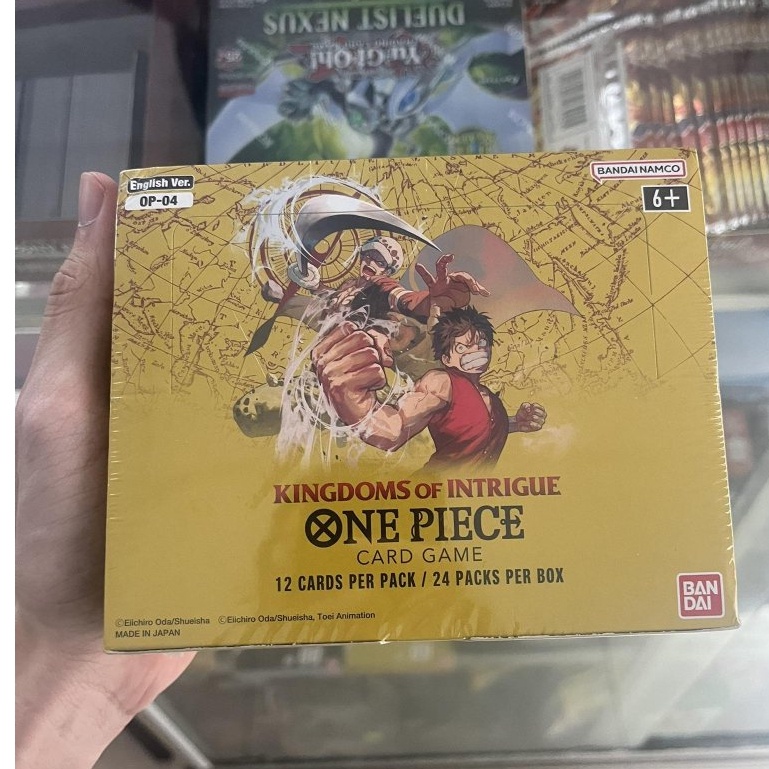 DUELIST NEXUS
Yu-Gi-Oh!
English Ver.
OP-04
BANDAI NAMCO
6+
KINGDOMS OF INTRIGUE
ONE PIECE
CARD GAME
12 CARDS PER PACK / 24 PACKS PER BOX
BAN
DAI
©Eiichiro Oda/Shueisha ©Eiichiro Oda/Shueisha, Toei Animation
MADE IN JAPAN